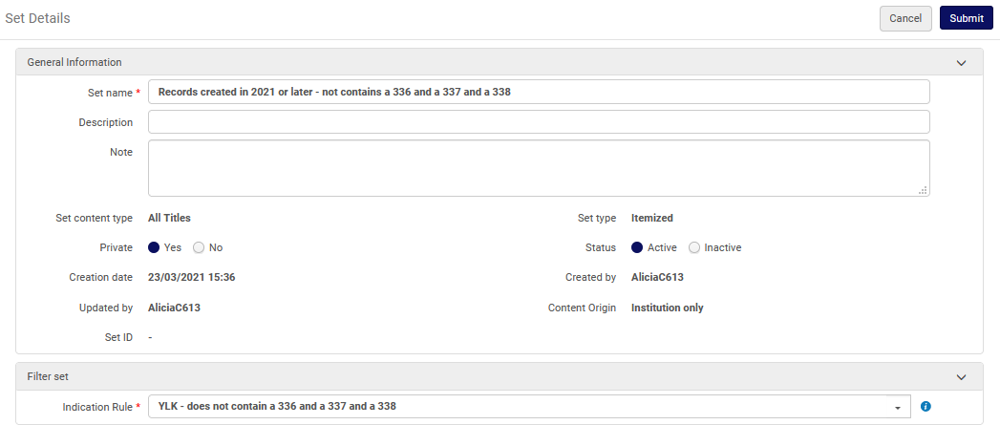 Set Details
Cancel
Submit
General Information
Set name *
Records created in 2021 or later - not contains a 336 and a 337 and a 338
Description
Note
Set content type All Titles
Set type Itemized
Private Yes No
Status Active Inactive
Creation date 23/03/2021 15:36
Created by AliciaC613
Updated by AliciaC613
Content Origin Institution only
Set ID -
Filter set
Indication Rule * YLK - does not contain a 336 and a 337 and a 338